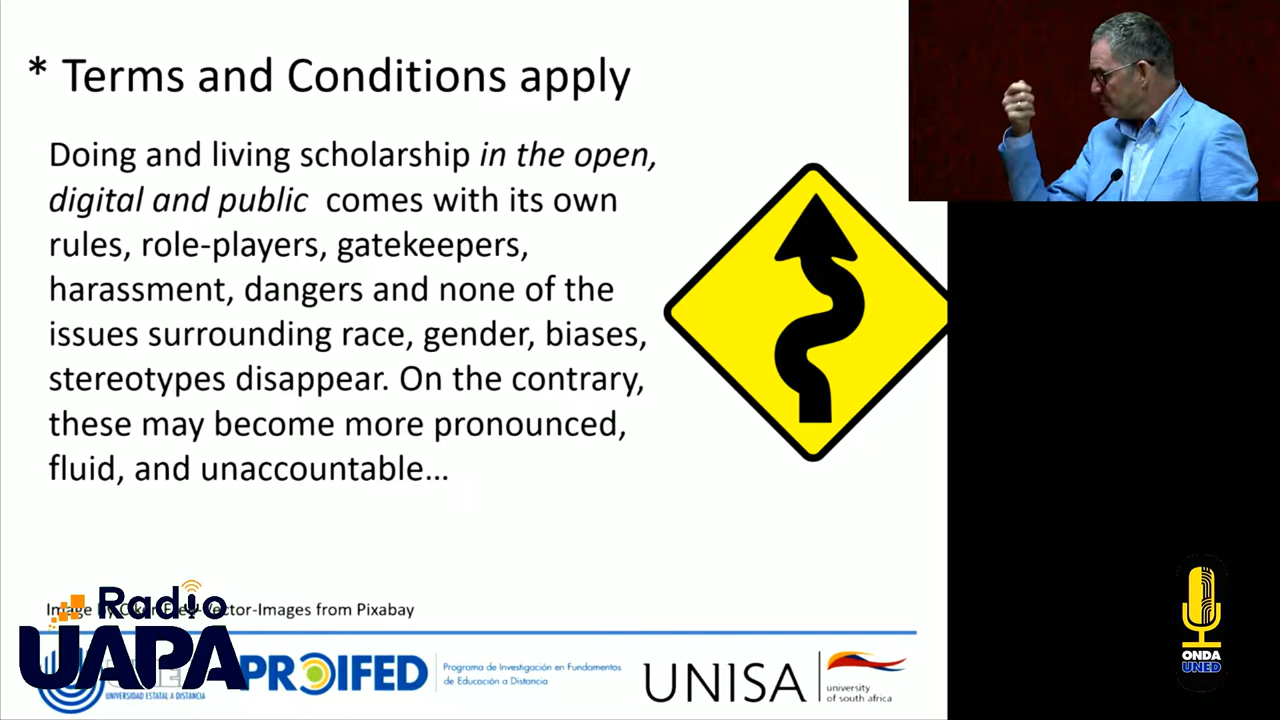 * Terms and Conditions apply
Doing and living scholarship in the open,
digital and public comes with its own
rules, role-players, gatekeepers,
harassment, dangers and none of the
issues surrounding race, gender, biases,
stereotypes disappear. On the contrary,
these may become more pronounced,
fluid, and unaccountable…
Image Vector-Images from Pixabay
Radio
UAPA
UNIVERSIDAD ESTATAL A DISTANCIA
PROIFED
Programa de Investigación en Fundamentos
de Educación a Distancia
UNISA
university
of south africa
ONDA
UNED